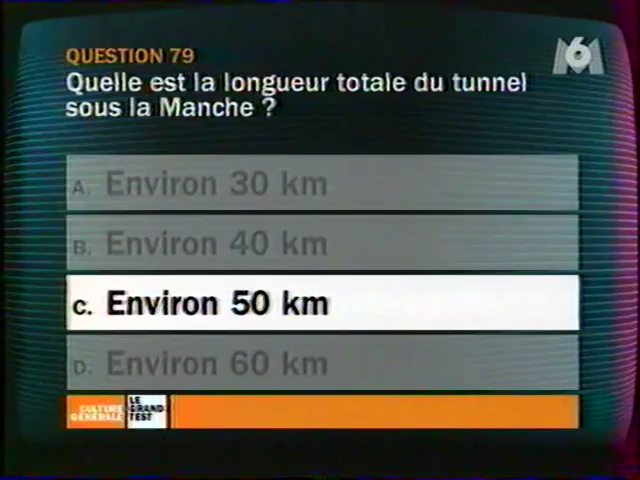 QUESTION 79
M6
Quelle est la longueur totale du tunnel
sous la Manche ?
A. Environ 30 km
B. Environ 40 km
C. Environ 50 km
D. Environ 60 km
CULTURE
GÉNÉRALE
LE
GRAND
TEST